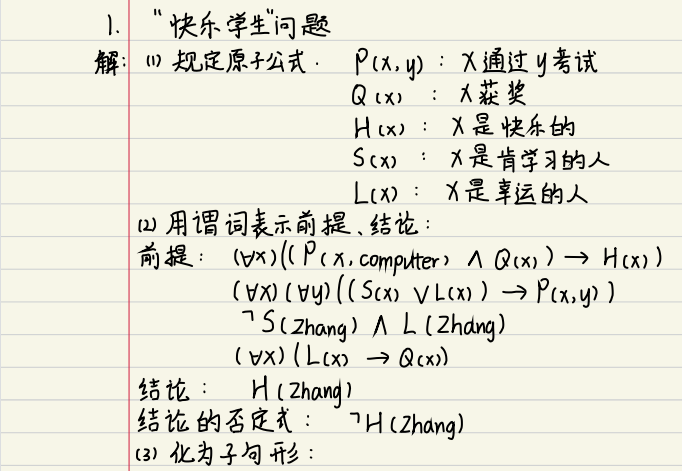 1. "快乐学生"问题
解: (1) 规定原子公式. P(x,y) : x通过y考试
Q(x) : x获奖
H(x) : x是快乐的
S(x) : x是肯学习的人
L(x) : x是幸运的人
(2) 用谓词表示前提、结论:
前提: (∀x)((P(x,computer) ∧ Q(x)) → H(x))
(∀x)(∀y)((S(x) ∨ L(x)) → P(x,y))
¬S(zhang) ∧ L(zhang)
(∀x)(L(x) → Q(x))
结论: H(zhang)
结论的否定式: ¬H(zhang)
(3) 化为子句形: